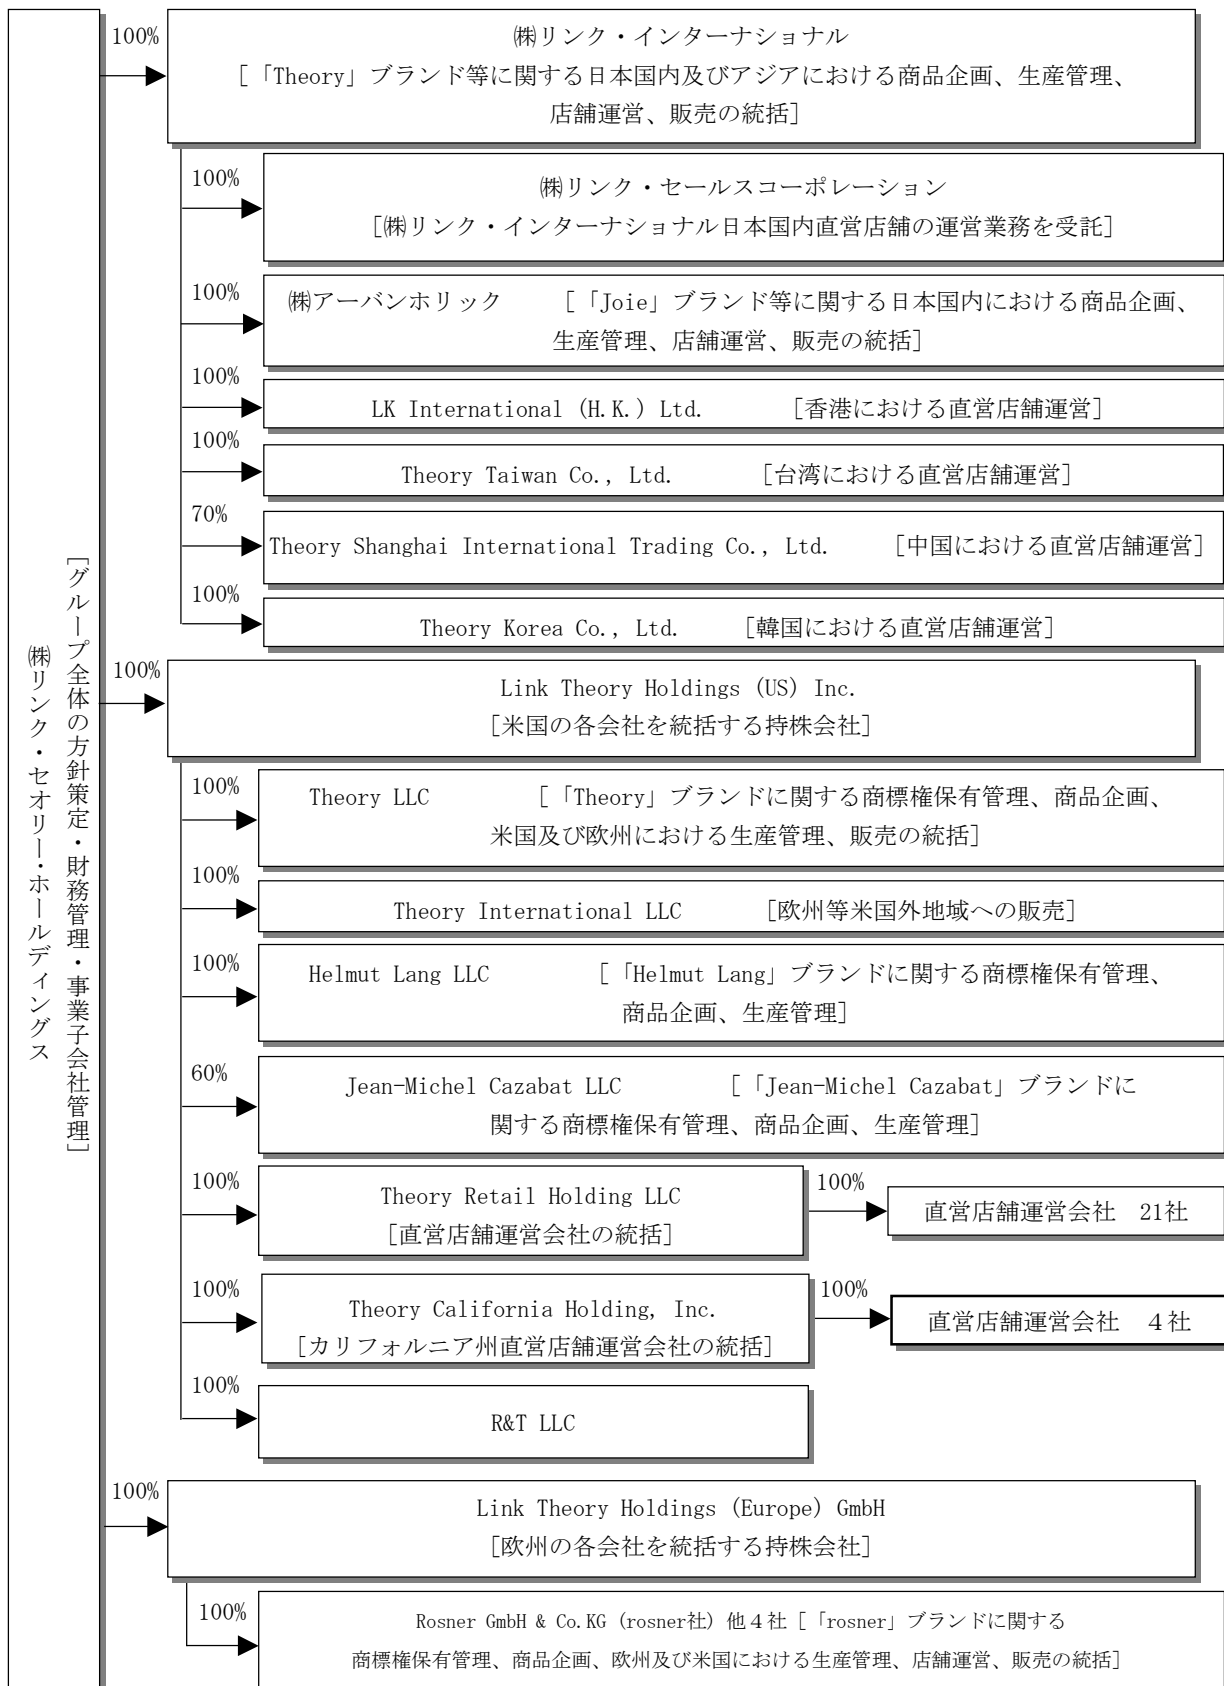 ㈱リンク・セオリー・ホールディングス
[グループ全体の方針策定・財務管理・事業子会社管理]
100%
㈱リンク・インターナショナル
[「Theory」ブランド等に関する日本国内及びアジアにおける商品企画、生産管理、
店舗運営、販売の統括]
100%
㈱リンク・セールスコーポレーション
[㈱リンク・インターナショナル日本国内直営店舗の運営業務を受託]
100%
㈱アーバンホリック [「Joie」ブランド等に関する日本国内における商品企画、
生産管理、店舗運営、販売の統括]
100%
LK International (H.K.) Ltd. [香港における直営店舗運営]
100%
Theory Taiwan Co., Ltd. [台湾における直営店舗運営]
70%
Theory Shanghai International Trading Co., Ltd. [中国における直営店舗運営]
100%
Theory Korea Co., Ltd. [韓国における直営店舗運営]
100%
Link Theory Holdings (US) Inc.
[米国の各会社を統括する持株会社]
100%
Theory LLC [「Theory」ブランドに関する商標権保有管理、商品企画、
米国及び欧州における生産管理、販売の統括]
100%
Theory International LLC [欧州等米国外地域への販売]
100%
Helmut Lang LLC [「Helmut Lang」ブランドに関する商標権保有管理、
商品企画、生産管理]
60%
Jean-Michel Cazabat LLC [「Jean-Michel Cazabat」ブランドに
関する商標権保有管理、商品企画、生産管理]
100%
Theory Retail Holding LLC
[直営店舗運営会社の統括]
100%
直営店舗運営会社 21社
100%
Theory California Holding, Inc.
[カリフォルニア州直営店舗運営会社の統括]
100%
直営店舗運営会社 4社
100%
R&T LLC
100%
Link Theory Holdings (Europe) GmbH
[欧州の各会社を統括する持株会社]
100%
Rosner GmbH & Co.KG (rosner社) 他4社 [「rosner」ブランドに関する
商標権保有管理、商品企画、欧州及び米国における生産管理、店舗運営、販売の統括]